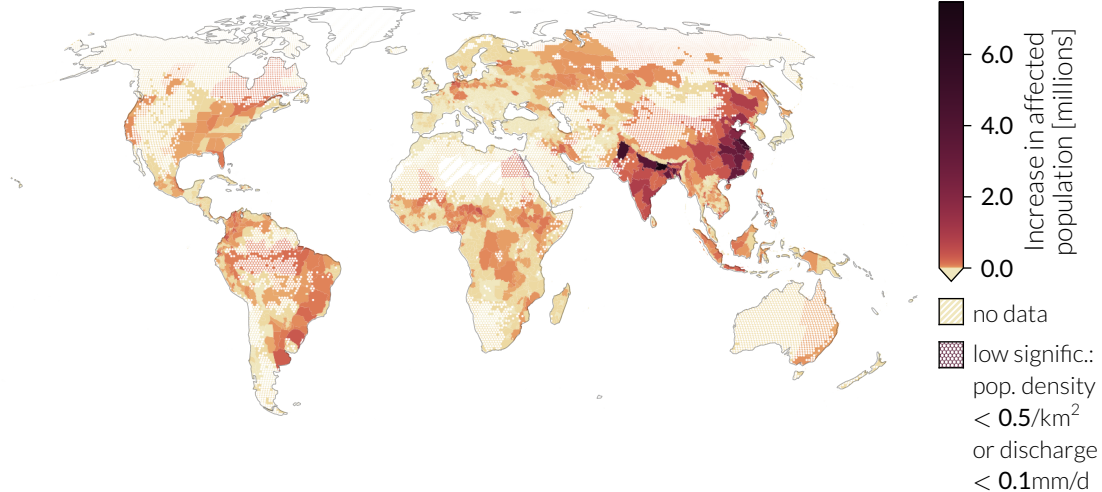 6.0
4.0
2.0
0.0
Increase in affected
population [millions]
no data
low signific.:
pop. density
< 0.5/km²
or discharge
< 0.1mm/d